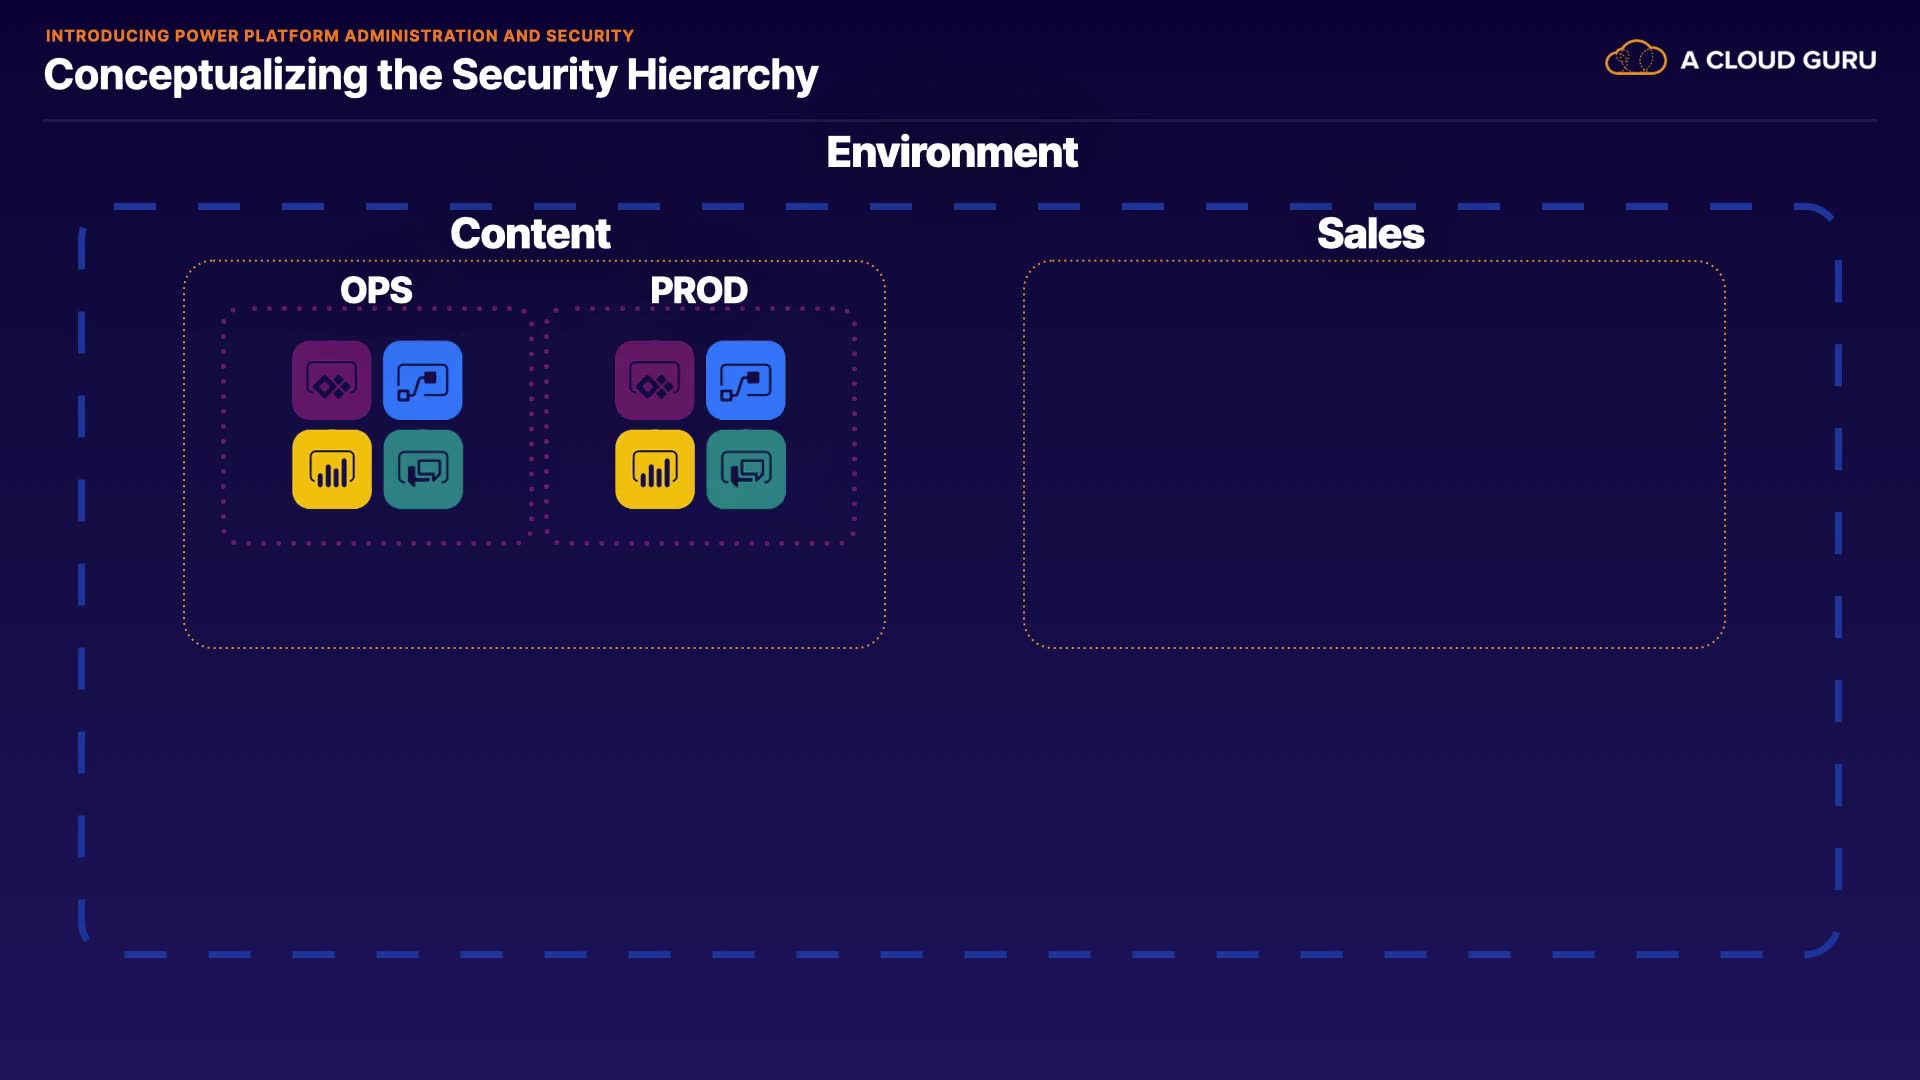 INTRODUCING POWER PLATFORM ADMINISTRATION AND SECURITY
Conceptualizing the Security Hierarchy
A CLOUD GURU
Environment
Content
Sales
OPS
PROD